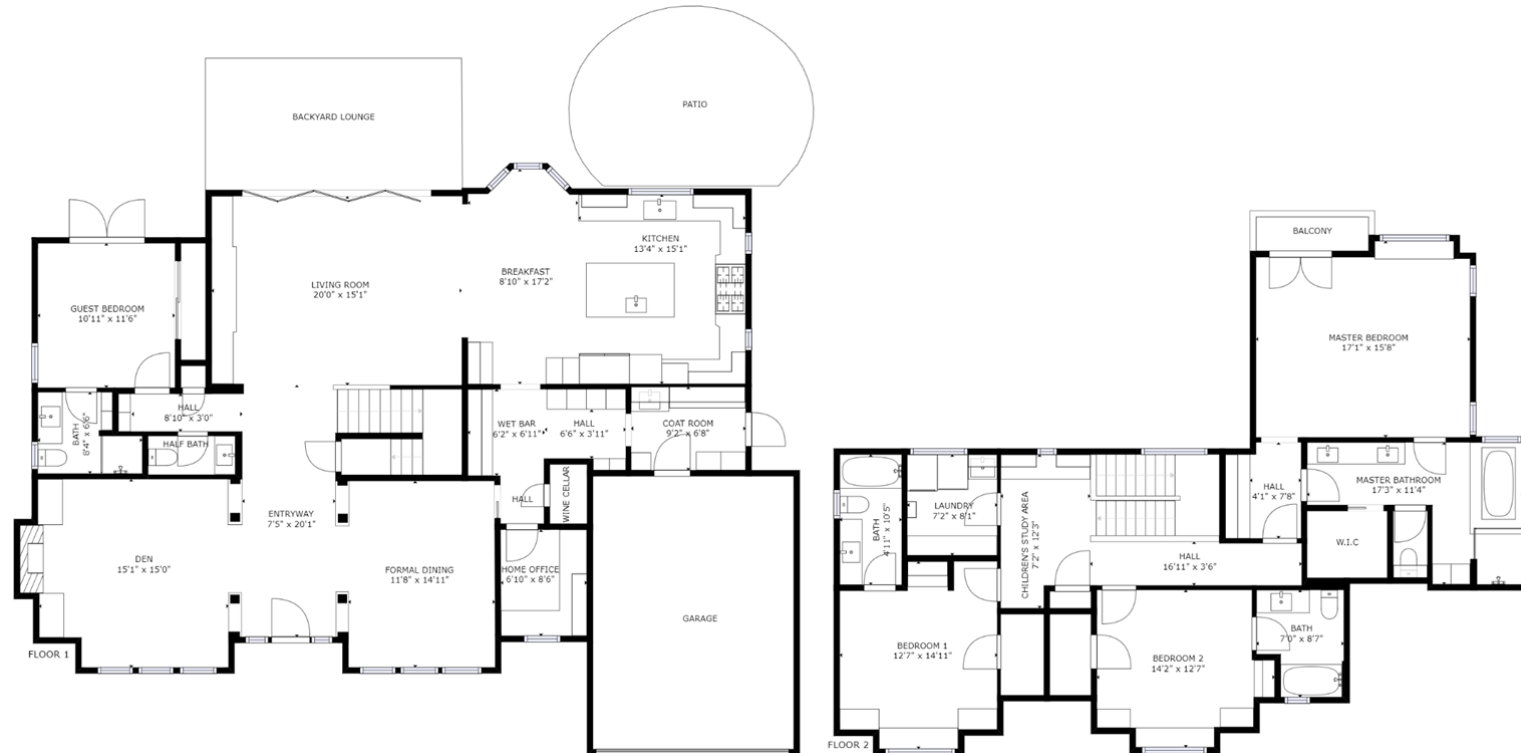 BACKYARD LOUNGE
PATIO
GUEST BEDROOM
10'11" x 11'6"
LIVING ROOM
20'0" x 15'1"
BREAKFAST
8'10" x 17'2"
KITCHEN
13'4" x 15'1"
HALL
8'10" x 3'0"
BATH
8'4" x 6'6"
HALF BATH
WET BAR
6'2" x 6'11"
HALL
6'6" x 3'11"
COAT ROOM
9'2" x 6'8"
HALL
WINE CELLAR
ENTRYWAY
7'5" x 20'1"
DEN
15'1" x 15'0"
FORMAL DINING
11'8" x 14'11"
HOME OFFICE
6'10" x 8'6"
GARAGE
FLOOR 1
BALCONY
MASTER BEDROOM
17'1" x 15'8"
HALL
4'1" x 7'8"
MASTER BATHROOM
17'3" x 11'4"
W.I.C
BATH
4'11" x 10'5"
LAUNDRY
7'2" x 8'1"
CHILDREN'S STUDY AREA
7'2" x 12'3"
HALL
16'11" x 3'6"
BEDROOM 1
12'7" x 14'11"
BEDROOM 2
14'2" x 12'7"
BATH
7'0" x 8'7"
FLOOR 2